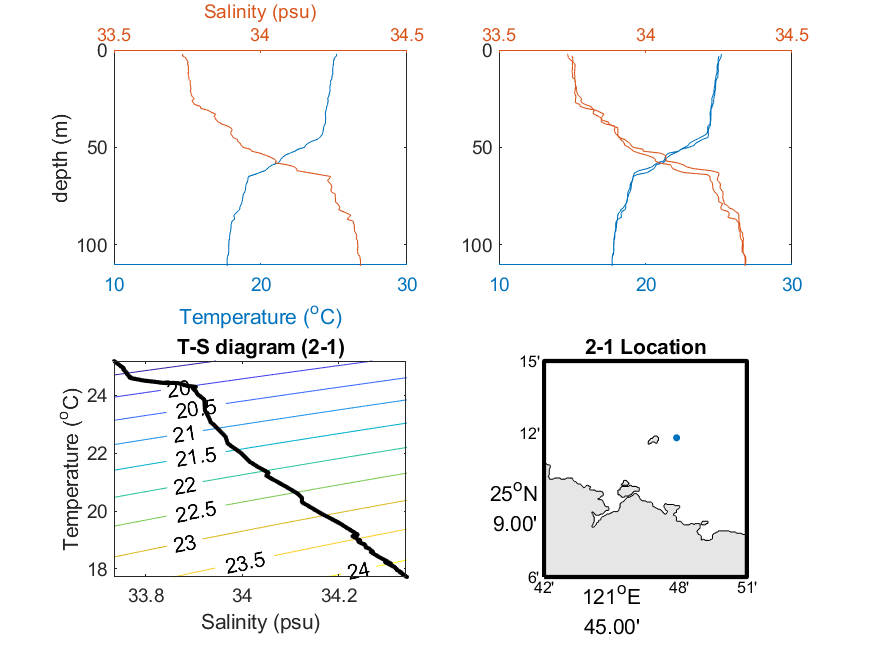 Salinity (psu)
33.5 34 34.5
33.5 34 34.5
0
50
100
depth (m)
10 20 30
Temperature (°C)
0
50
100
10 20 30
T-S diagram (2-1)
24
22
20
18
Temperature (°C)
20
20.5
21
21.5
22
22.5
23
23.5
24
33.8 34 34.2
Salinity (psu)
2-1 Location
15'
12'
25°N
9.00'
6'
42' 48' 51'
121°E
45.00'